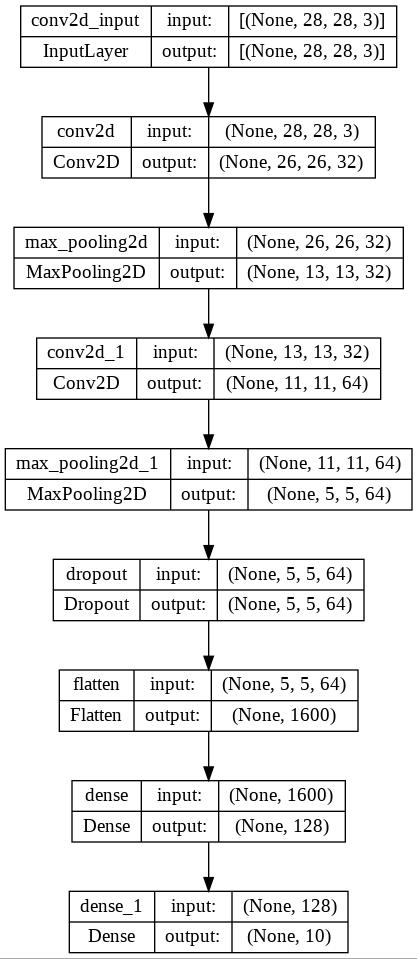 conv2d_input input: [(None, 28, 28, 3)]
InputLayer output: [(None, 28, 28, 3)]
conv2d input: (None, 28, 28, 3)
Conv2D output: (None, 26, 26, 32)
max_pooling2d input: (None, 26, 26, 32)
MaxPooling2D output: (None, 13, 13, 32)
conv2d_1 input: (None, 13, 13, 32)
Conv2D output: (None, 11, 11, 64)
max_pooling2d_1 input: (None, 11, 11, 64)
MaxPooling2D output: (None, 5, 5, 64)
dropout input: (None, 5, 5, 64)
Dropout output: (None, 5, 5, 64)
flatten input: (None, 5, 5, 64)
Flatten output: (None, 1600)
dense input: (None, 1600)
Dense output: (None, 128)
dense_1 input: (None, 128)
Dense output: (None, 10)